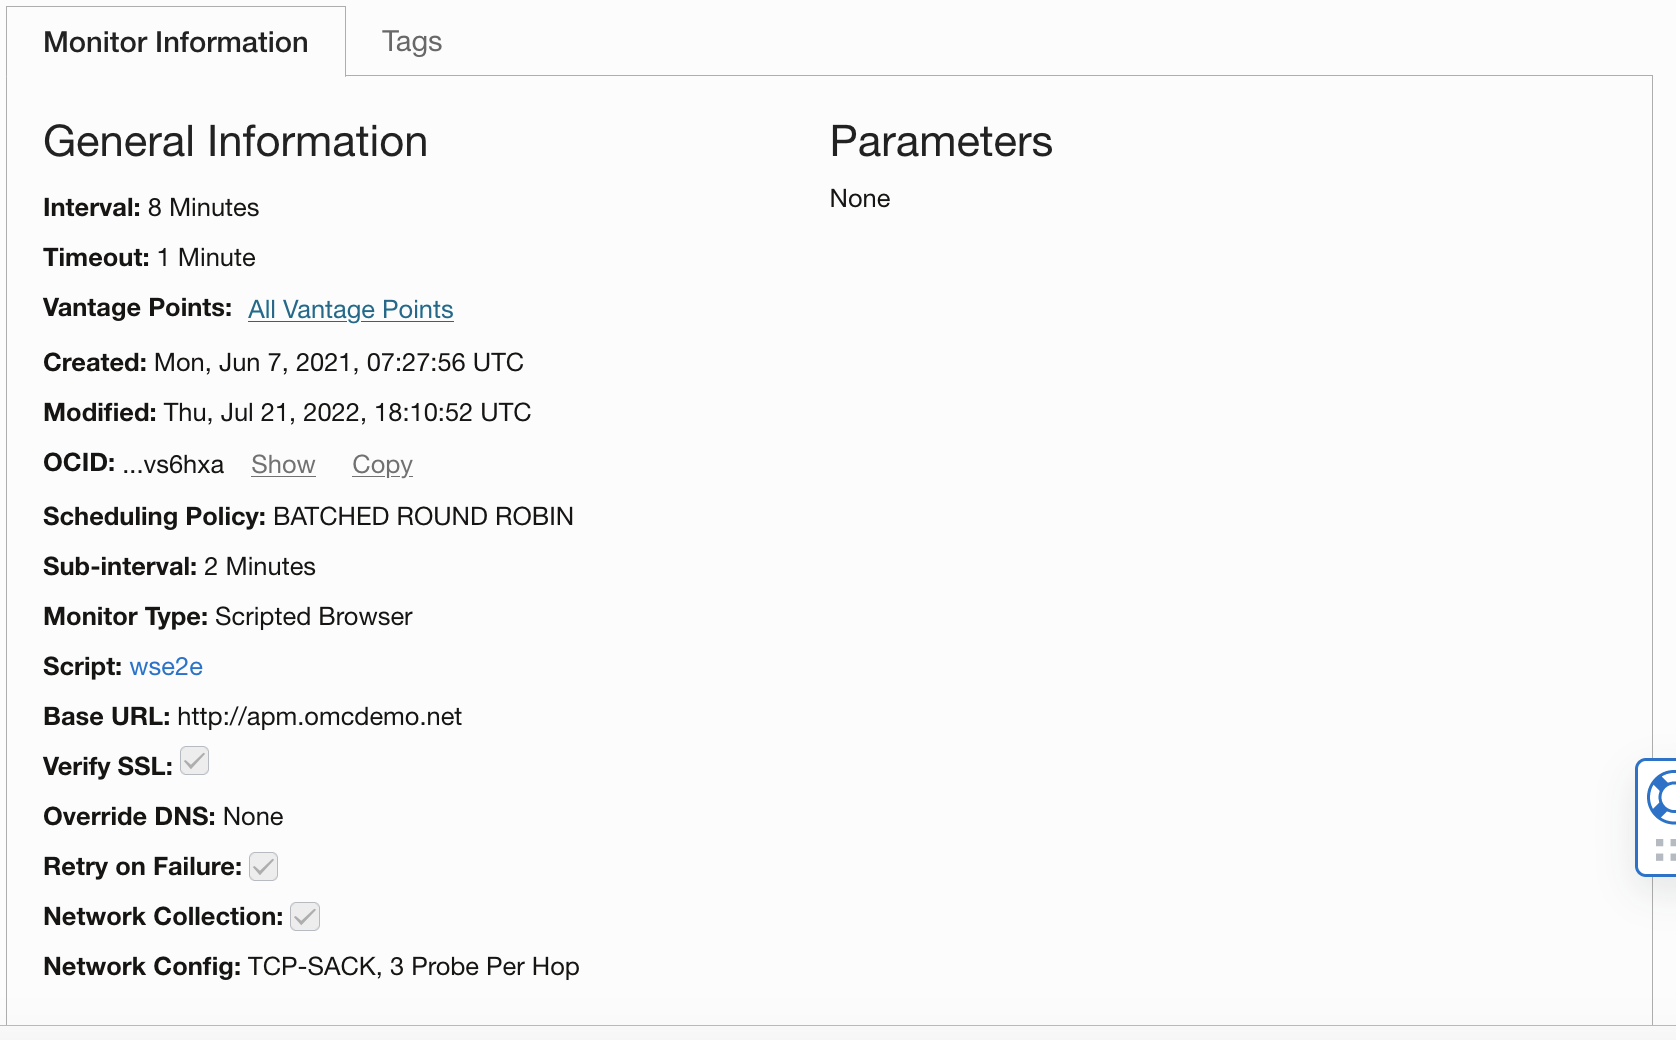 Monitor Information
Tags
General Information
Interval: 8 Minutes
Timeout: 1 Minute
Vantage Points: All Vantage Points
Created: Mon, Jun 7, 2021, 07:27:56 UTC
Modified: Thu, Jul 21, 2022, 18:10:52 UTC
OCID: ...vs6hxa Show Copy
Scheduling Policy: BATCHED ROUND ROBIN
Sub-interval: 2 Minutes
Monitor Type: Scripted Browser
Script: wse2e
Base URL: http://apm.omcdemo.net
Verify SSL:
Override DNS: None
Retry on Failure:
Network Collection:
Network Config: TCP-SACK, 3 Probe Per Hop
Parameters
None